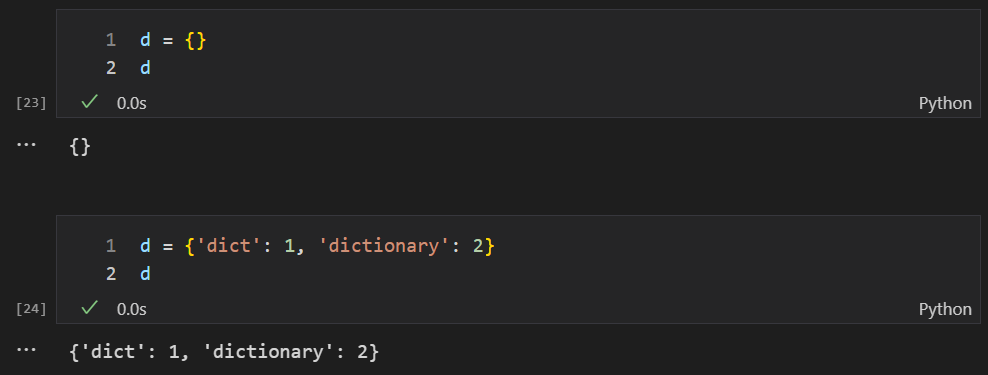 1 d = {}
2 d
[23] ✓ 0.0s Python
... {}
1 d = {'dict': 1, 'dictionary': 2}
2 d
[24] ✓ 0.0s Python
... {'dict': 1, 'dictionary': 2}